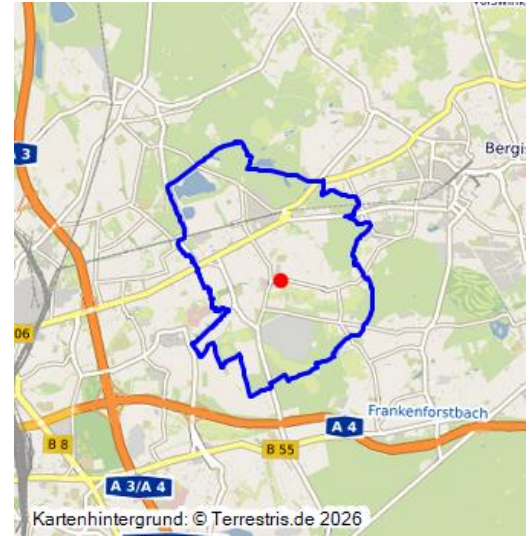 A 3
Bergis
06
Frankenforstbach
A 4
B 8
B 55
A 3/A 4
Kartenhintergrund: © Terrestris.de 2026